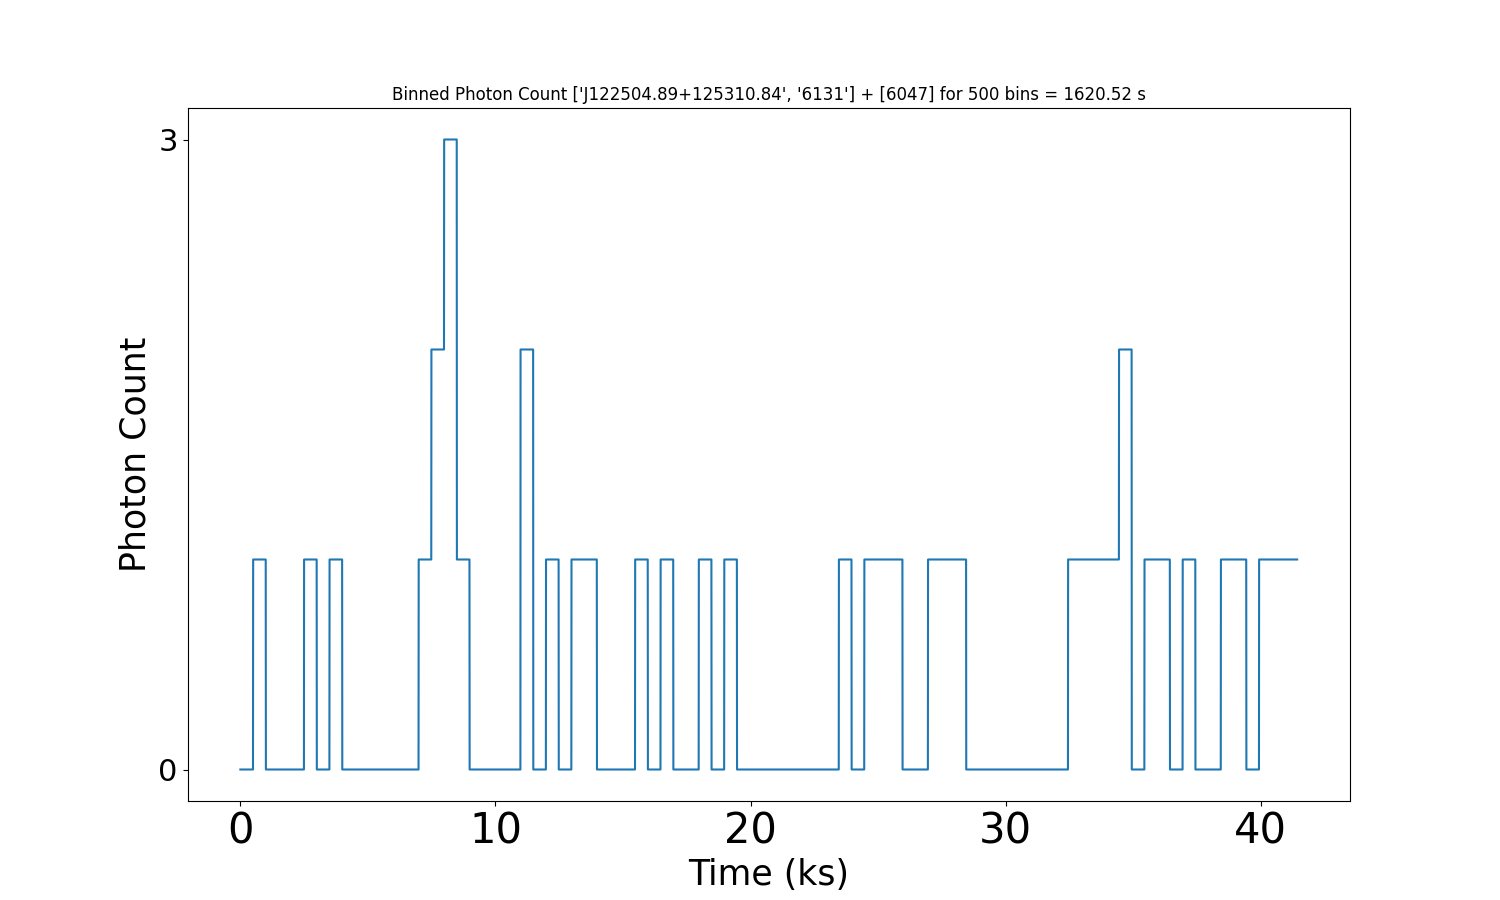 Binned Photon Count ['J122504.89+125310.84', '6131'] + [6047] for 500 bins = 1620.52 s
3
Photon Count
0
0 10 20 30 40
Time (ks)